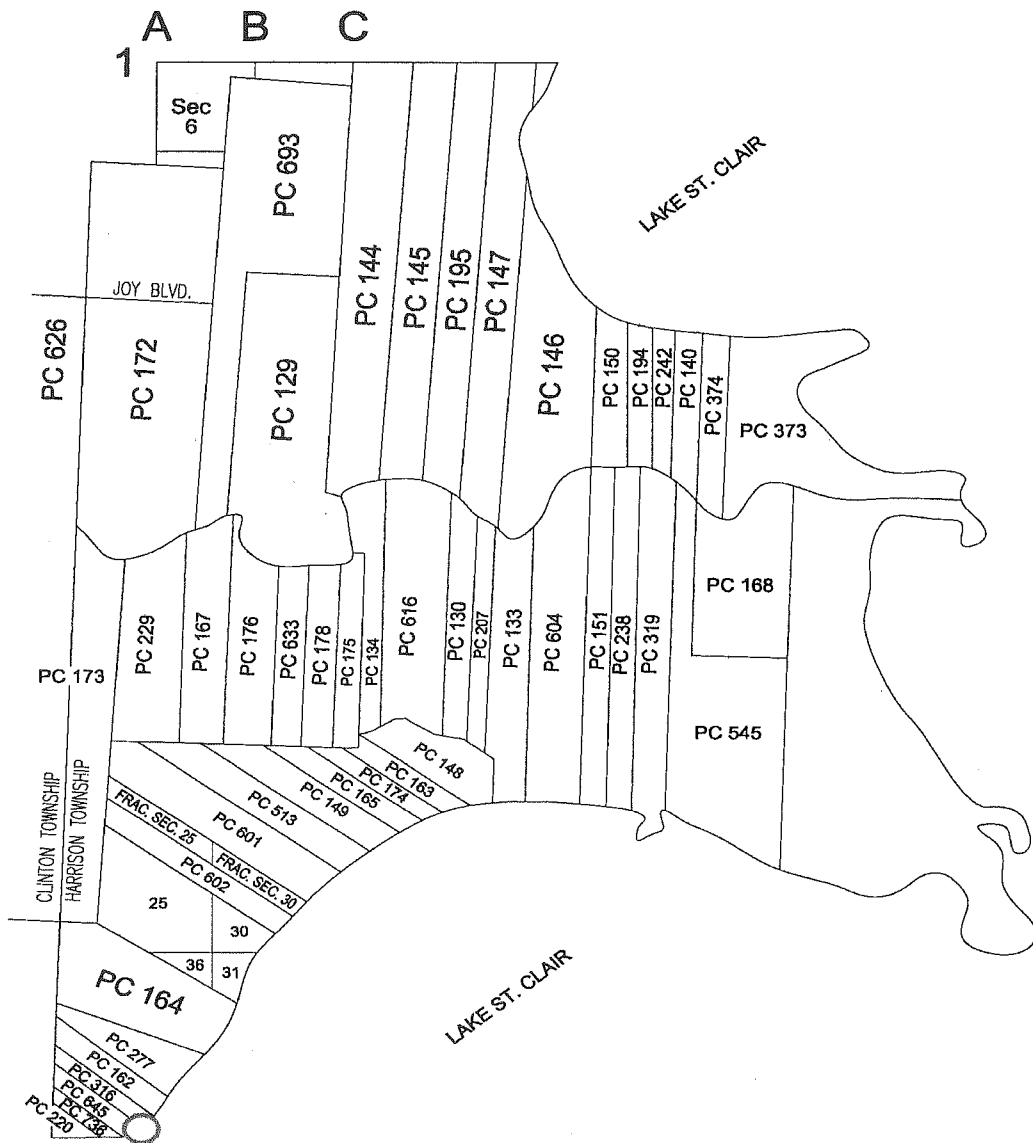 A B C
1
Sec
6
PC 693
LAKE ST. CLAIR
PC 144
PC 145
PC 195
PC 147
JOY BLVD.
PC 626
PC 172
PC 129
PC 146
PC 150
PC 194
PC 242
PC 140
PC 374
PC 373
PC 173
PC 229
PC 167
PC 176
PC 633
PC 178
PC 175
PC 134
PC 616
PC 130
PC 207
PC 133
PC 604
PC 151
PC 238
PC 319
PC 168
PC 545
PC 148
PC 163
PC 174
PC 165
PC 149
PC 513
PC 601
FRAC. SEC. 25
FRAC. SEC. 30
PC 602
CLINTON TOWNSHIP
HARRISON TOWNSHIP
25
30
36
31
PC 164
LAKE ST. CLAIR
PC 277
PC 162
PC 316
PC 645
PC 736
PC 220